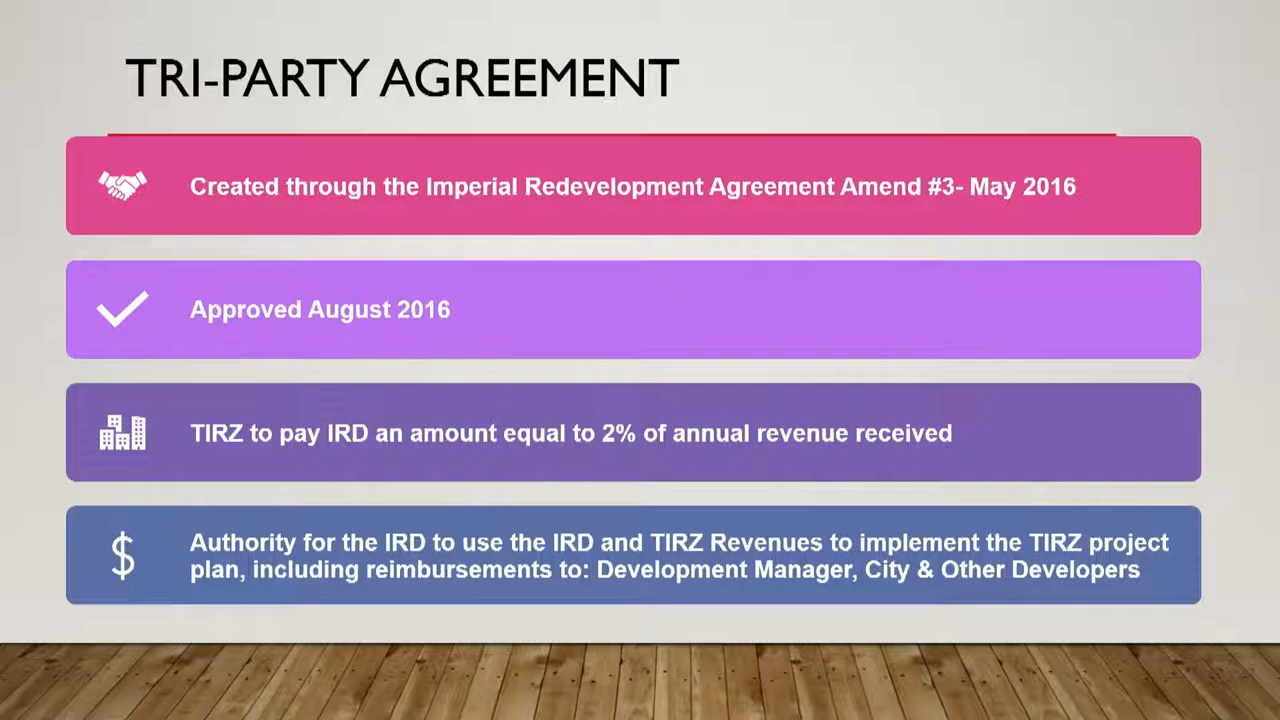 TRI-PARTY AGREEMENT
Created through the Imperial Redevelopment Agreement Amend #3- May 2016
Approved August 2016
TIRZ to pay IRD an amount equal to 2% of annual revenue received
$
Authority for the IRD to use the IRD and TIRZ Revenues to implement the TIRZ project
plan, including reimbursements to: Development Manager, City & Other Developers